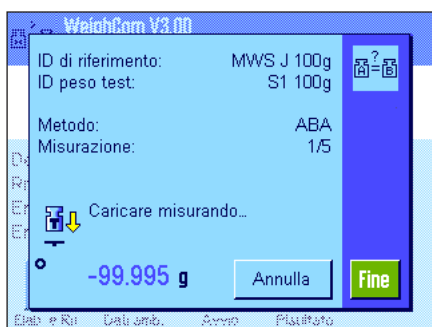 WeighCom V3.00
ID di riferimento: MWS J 100g
ID peso test: S1 100g
Metodo: ABA
Misurazione: 1/5
A ? = B
T
Caricare misurando...
-99.995 g
Annulla
Fine
Dati amb. Avvio Risultato